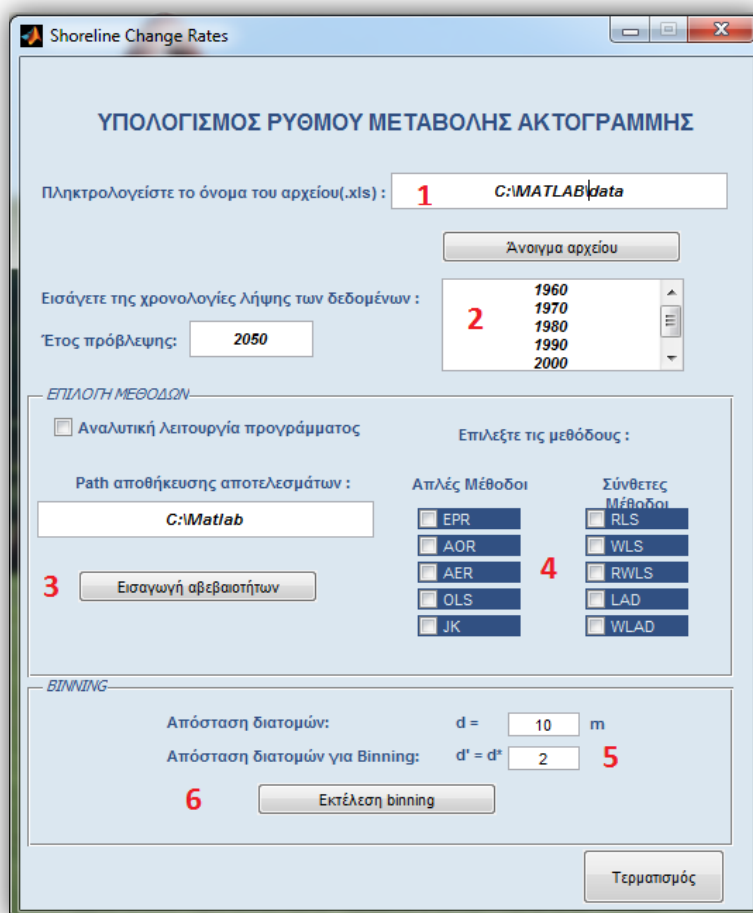 Shoreline Change Rates
ΥΠΟΛΟΓΙΣΜΟΣ ΡΥΘΜΟΥ ΜΕΤΑΒΟΛΗΣ ΑΚΤΟΓΡΑΜΜΗΣ
Πληκτρολογείστε το όνομα του αρχείου(.xls) :
1
C:\MATLAB\data
Άνοιγμα αρχείου
Εισάγετε της χρονολογίες λήψης των δεδομένων :
2
1960
1970
1980
1990
2000
Έτος πρόβλεψης:
2050
ΕΠΙΛΟΓΗ ΜΕΘΟΔΩΝ
Αναλυτική λειτουργία προγράμματος
Επιλεξτε τις μεθόδους :
Path αποθήκευσης αποτελεσμάτων :
C:\Matlab
3
Εισαγωγή αβεβαιοτήτων
Απλές Μέθοδοι
EPR
AOR
AER
OLS
JK
4
Σύνθετες
Μέθοδοι
RLS
WLS
RWLS
LAD
WLAD
BINNING
Απόσταση διατομών: d = 10 m
Απόσταση διατομών για Binning: d' = d* 2
5
6
Εκτέλεση binning
Τερματισμός